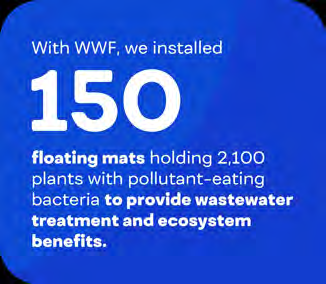 With WWF, we installed
150
floating mats holding 2,100
plants with pollutant-eating
bacteria to provide wastewater
treatment and ecosystem
benefits.